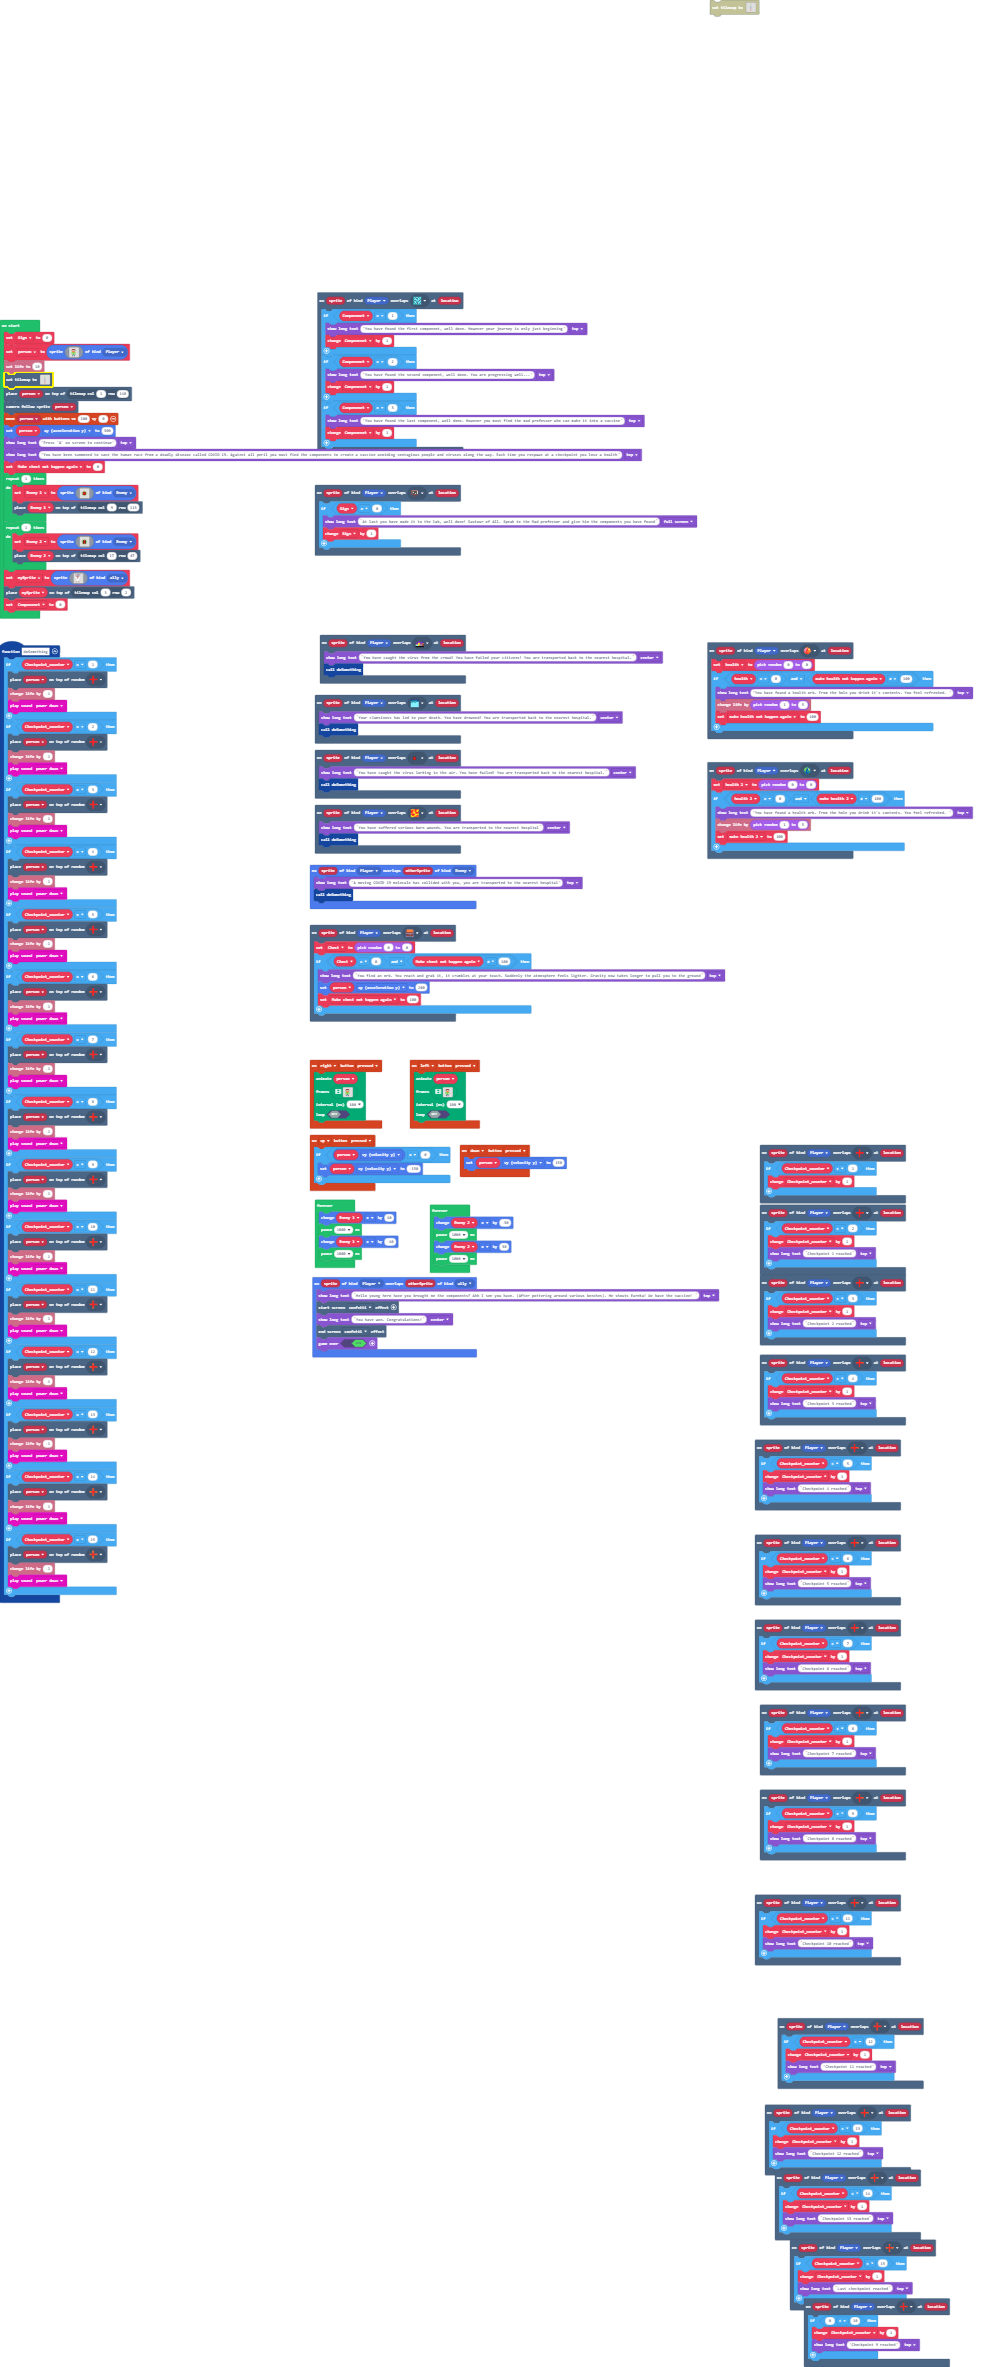 set tilemap to
on start
set Sign to 0
set person to sprite of kind Player
set life to
set tilemap to
place person on top of tilemap col row
camera follow sprite person
move person with buttons vx vy
set person ay (acceleration y) to
show long text "Press 'A' on screen to continue" top
show long text "You have been summoned to save the human race from a deadly disease called COVID 19. Against all peril you must find the components to create a vaccine avoiding contagious people and viruses along the way. Each time you respawn at a checkpoint you lose a health" top
set Make chest not happen again to
repeat times
do
set Enemy 1 to sprite of kind Enemy
place Enemy 1 on top of tilemap col row
repeat times
do
set Enemy 2 to sprite of kind Enemy
place Enemy 2 on top of tilemap col row
set mySprite to sprite of kind ally
place mySprite on top of tilemap col row
set Component to 0
function doSomething
if Checkpoint_counter = 1 then
place person on top of random
change life by -1
play sound power down
if Checkpoint_counter = 2 then
place person on top of random
change life by -1
play sound power down
if Checkpoint_counter = 3 then
place person on top of random
change life by -1
play sound power down
if Checkpoint_counter = 4 then
place person on top of random
change life by -1
play sound power down
if Checkpoint_counter = 5 then
place person on top of random
change life by -1
play sound power down
if Checkpoint_counter = 6 then
place person on top of random
change life by -1
play sound power down
if Checkpoint_counter = 7 then
place person on top of random
change life by -1
play sound power down
if Checkpoint_counter = 8 then
place person on top of random
change life by -1
play sound power down
if Checkpoint_counter = 9 then
place person on top of random
change life by -1
play sound power down
if Checkpoint_counter = 10 then
place person on top of random
change life by -1
play sound power down
if Checkpoint_counter = 11 then
place person on top of random
change life by -1
play sound power down
if Checkpoint_counter = 12 then
place person on top of random
change life by -1
play sound power down
if Checkpoint_counter = 13 then
place person on top of random
change life by -1
play sound power down
if Checkpoint_counter = 14 then
place person on top of random
change life by -1
play sound power down
if Checkpoint_counter = 15 then
place person on top of random
change life by -1
play sound power down
on sprite of kind Player overlaps at location
if Component = then
show long text "You have found the first component, well done. However your journey is only just beginning" top
change Component by 1
if Component = then
show long text "You have found the second component, well done. You are progressing well..." top
change Component by 1
if Component = then
show long text "You have found the last component, well done. However you must find the mad professor who can make it into a vaccine" top
change Component by 1
on sprite of kind Player overlaps at location
if Sign = 0 then
show long text "At last you have made it to the lab, well done! Saviour of All. Speak to the Mad professor and give him the components you have found" full screen
change Sign by 1
on sprite of kind Player overlaps at location
show long text "You have caught the virus from the crowd! You have failed your citizens! You are transported back to the nearest hospital." center
call doSomething
on sprite of kind Player overlaps at location
show long text "Your clumsiness has led to your death. You have drowned! You are transported back to the nearest hospital." center
call doSomething
on sprite of kind Player overlaps at location
show long text "You have caught the virus lurking in the air. You have failed! You are transported back to the nearest hospital." center
call doSomething
on sprite of kind Player overlaps at location
show long text "You have suffered serious burn wounds. You are transported to the nearest hospital" center
call doSomething
on sprite of kind Player overlaps otherSprite of kind Enemy
show long text "A moving COVID 19 molecule has collided with you, you are transported to the nearest hospital" top
call doSomething
on sprite of kind Player overlaps at location
set Chest to pick random 0 to 0
if Chest = 0 and Make chest not happen again = 100 then
show long text "You find an orb. You reach and grab it, it crumbles at your touch. Suddenly the atmosphere feels lighter. Gravity now takes longer to pull you to the ground" top
set person ay (acceleration y) to
set Make chest not happen again to
on right button pressed
animate person
frames
interval (ms) 100
loop
on left button pressed
animate person
frames
interval (ms) 100
loop
on up button pressed
if person vy (velocity y) = 0 then
set person vy (velocity y) to -150
on down button pressed
set person vy (velocity y) to 150
forever
change Enemy 1 x by
pause 1000 ms
change Enemy 1 x by
pause 1000 ms
forever
change Enemy 2 x by
pause 1000 ms
change Enemy 2 x by
pause 1000 ms
on sprite of kind Player overlaps otherSprite of kind ally
show long text "Hello young hero have you brought me the components? Ahh I see you have. (After pottering around various benches). He shouts Eureka! We have the vaccine!" top
start screen confetti effect
show long text "You have won. Congratulations!" center
end screen confetti effect
game over
on sprite of kind Player overlaps at location
set health to pick random 0 to 0
if health = 0 and make health not happen again = 100 then
show long text "You have found a health orb. From the hole you drink it's contents. You feel refreshed." top
change life by pick random to
set make health not happen again to
on sprite of kind Player overlaps at location
set health 2 to pick random 0 to 0
if health 2 = 0 and make health 2 = 100 then
show long text "You have found a health orb. From the hole you drink it's contents. You feel refreshed." top
change life by pick random to
set make health 2 to
on sprite of kind Player overlaps at location
if Checkpoint_counter = 1 then
change Checkpoint_counter by 1
on sprite of kind Player overlaps at location
if Checkpoint_counter = 2 then
change Checkpoint_counter by 1
show long text "Checkpoint 1 reached" top
on sprite of kind Player overlaps at location
if Checkpoint_counter = 3 then
change Checkpoint_counter by 1
show long text "Checkpoint 2 reached" top
on sprite of kind Player overlaps at location
if Checkpoint_counter = 4 then
change Checkpoint_counter by 1
show long text "Checkpoint 3 reached" top
on sprite of kind Player overlaps at location
if Checkpoint_counter = 5 then
change Checkpoint_counter by 1
show long text "Checkpoint 4 reached" top
on sprite of kind Player overlaps at location
if Checkpoint_counter = 6 then
change Checkpoint_counter by 1
show long text "Checkpoint 5 reached" top
on sprite of kind Player overlaps at location
if Checkpoint_counter = 7 then
change Checkpoint_counter by 1
show long text "Checkpoint 6 reached" top
on sprite of kind Player overlaps at location
if Checkpoint_counter = 8 then
change Checkpoint_counter by 1
show long text "Checkpoint 7 reached" top
on sprite of kind Player overlaps at location
if Checkpoint_counter = 9 then
change Checkpoint_counter by 1
show long text "Checkpoint 8 reached" top
on sprite of kind Player overlaps at location
if Checkpoint_counter = 11 then
change Checkpoint_counter by 1
show long text "Checkpoint 10 reached" top
on sprite of kind Player overlaps at location
if Checkpoint_counter = 12 then
change Checkpoint_counter by 1
show long text "Checkpoint 11 reached" top
on sprite of kind Player overlaps at location
if Checkpoint_counter = 13 then
change Checkpoint_counter by 1
show long text "Checkpoint 12 reached" top
on sprite of kind Player overlaps at location
if Checkpoint_counter = 14 then
change Checkpoint_counter by 1
show long text "Checkpoint 13 reached" top
on sprite of kind Player overlaps at location
if Checkpoint_counter = 15 then
change Checkpoint_counter by 1
show long text "Last checkpoint reached" top
on sprite of kind Player overlaps at location
if 0 = 10 then
change Checkpoint_counter by 1
show long text "Checkpoint 9 reached" top